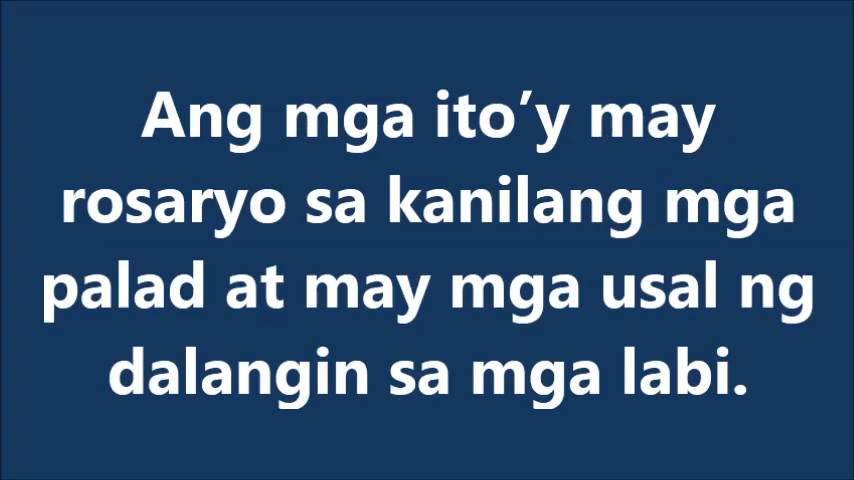 Ang mga ito’y may
rosaryo sa kanilang mga
palad at may mga usal ng
dalangin sa mga labi.